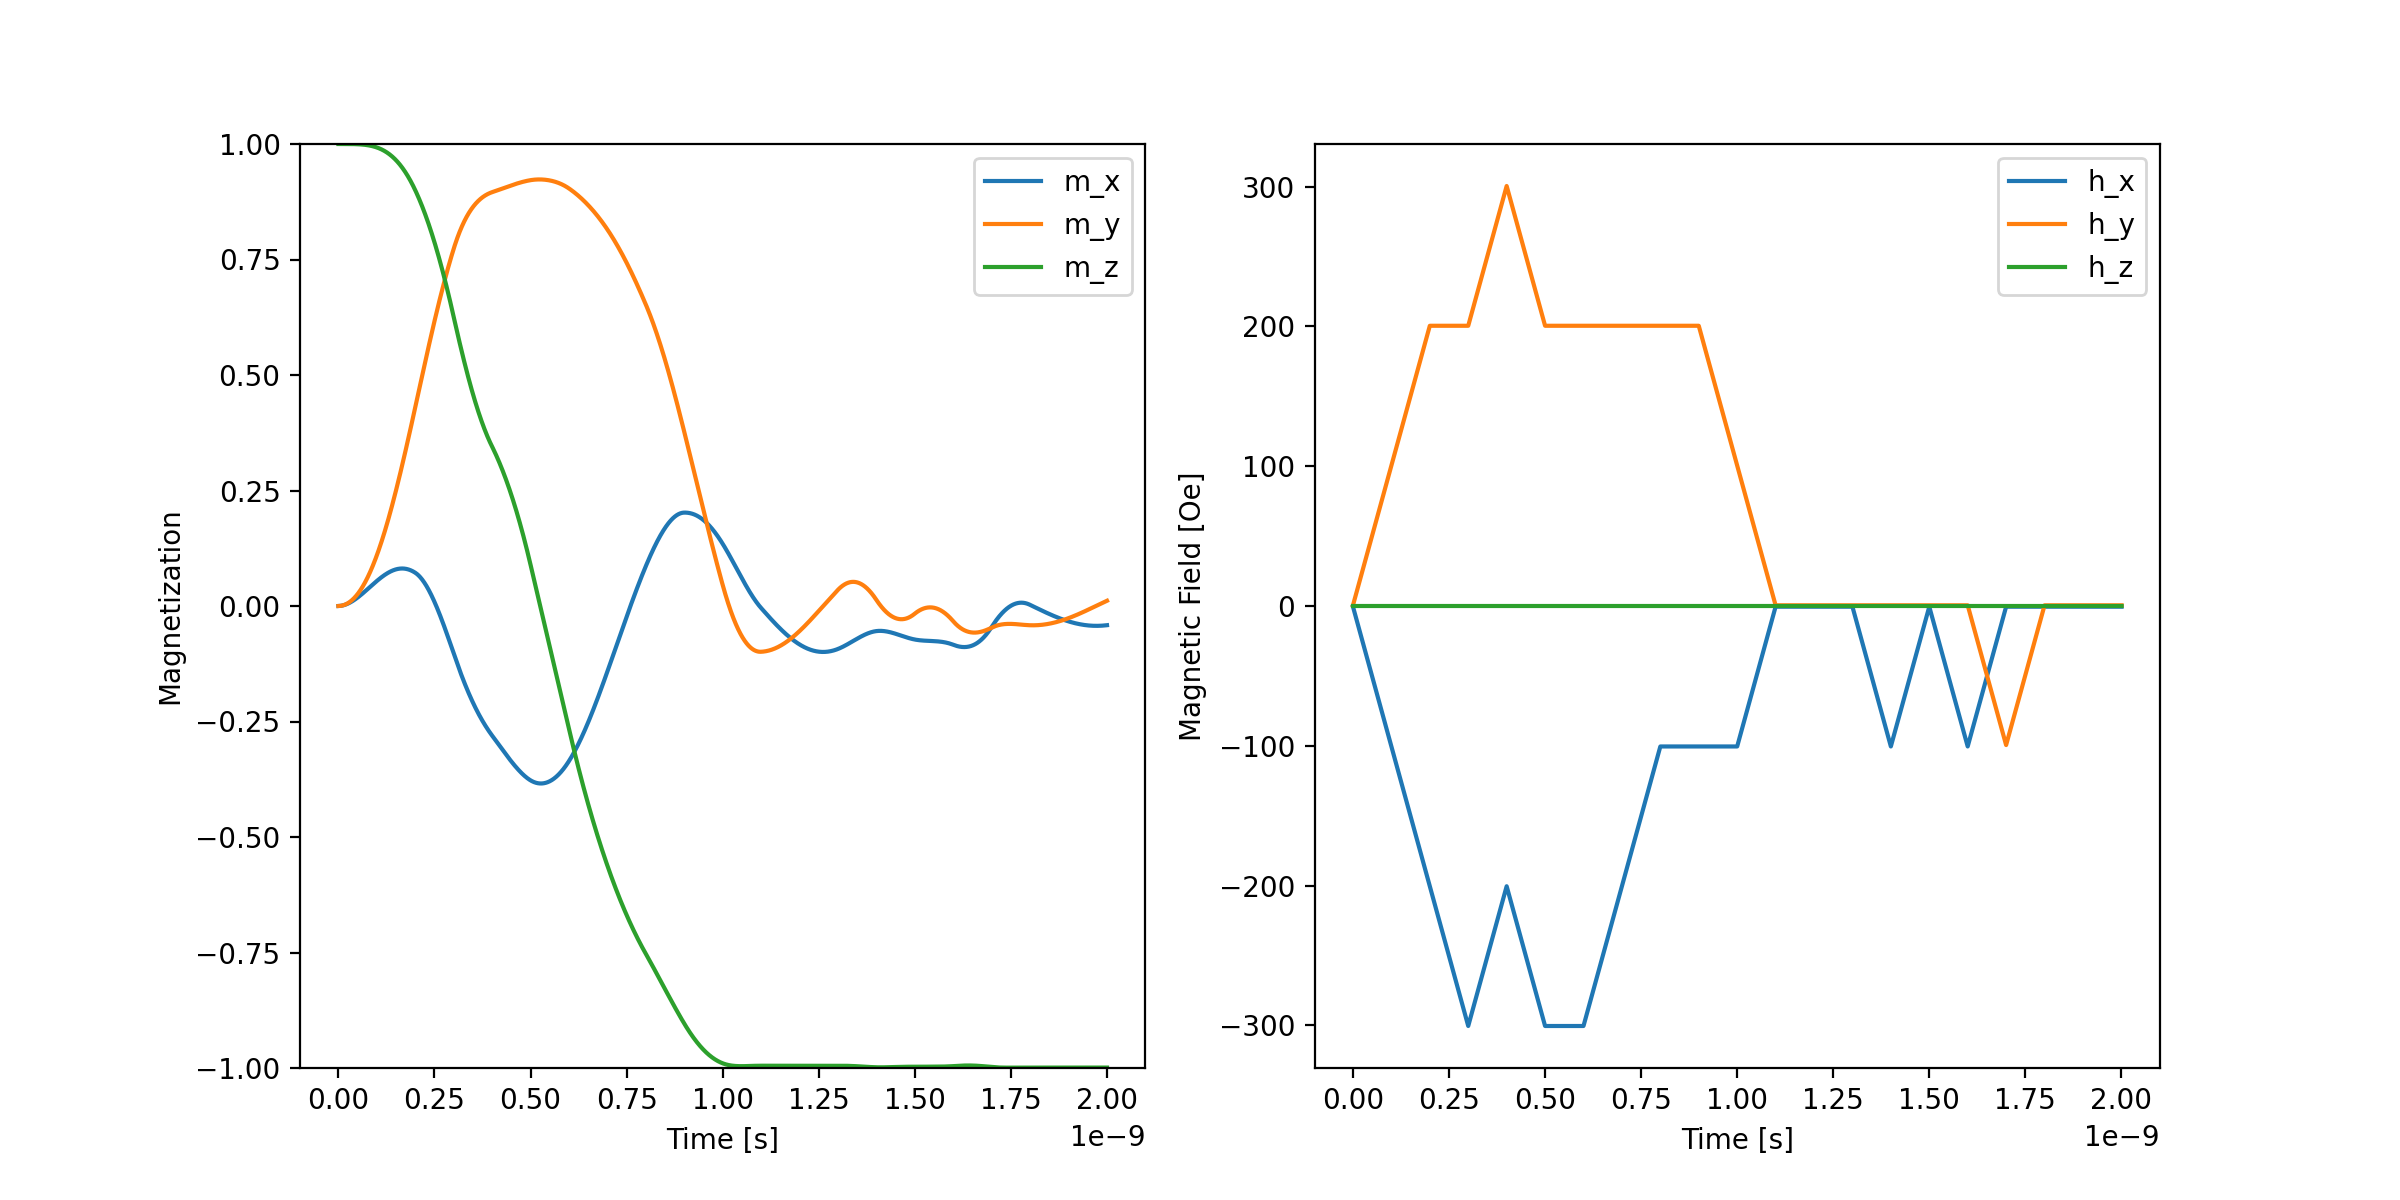 Magnetization
1.00
0.75
0.50
0.25
0.00
−0.25
−0.50
−0.75
−1.00
m_x
m_y
m_z
0.00 0.25 0.50 0.75 1.00 1.25 1.50 1.75 2.00
Time [s]
1e−9
Magnetic Field [Oe]
300
200
100
0
−100
−200
−300
h_x
h_y
h_z
0.00 0.25 0.50 0.75 1.00 1.25 1.50 1.75 2.00
Time [s]
1e−9